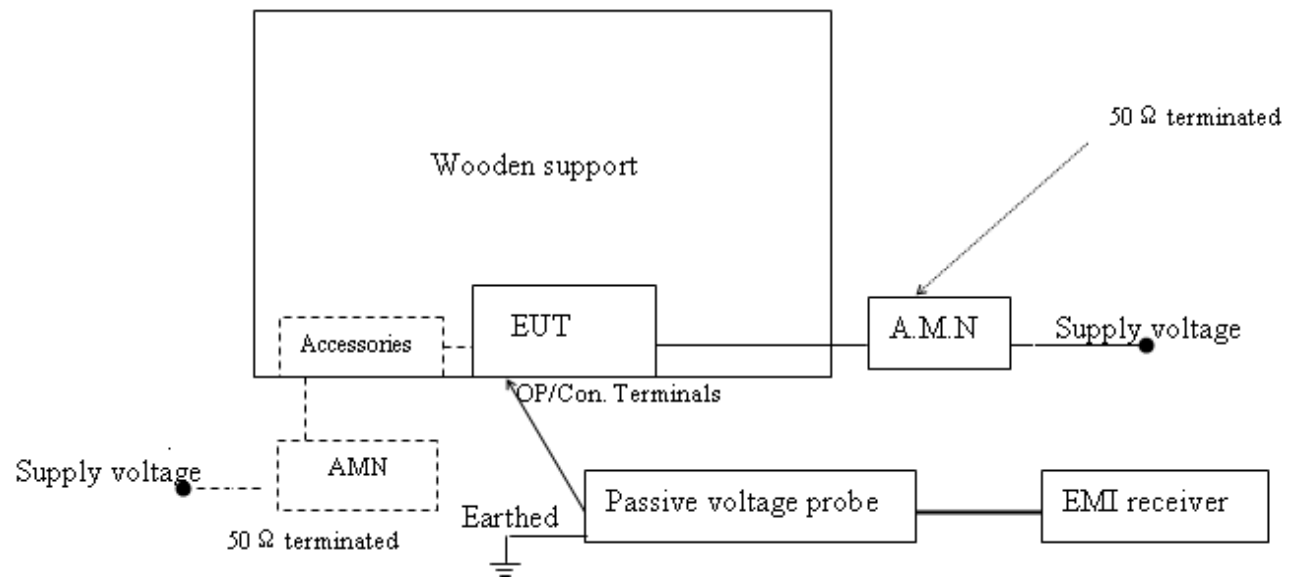 50 Ω terminated
Wooden support
EUT
A.M.N
Supply voltage
Accessories
OP/Con. Terminals
AMN
Supply voltage
Passive voltage probe
EMI receiver
Earthed
50 Ω terminated